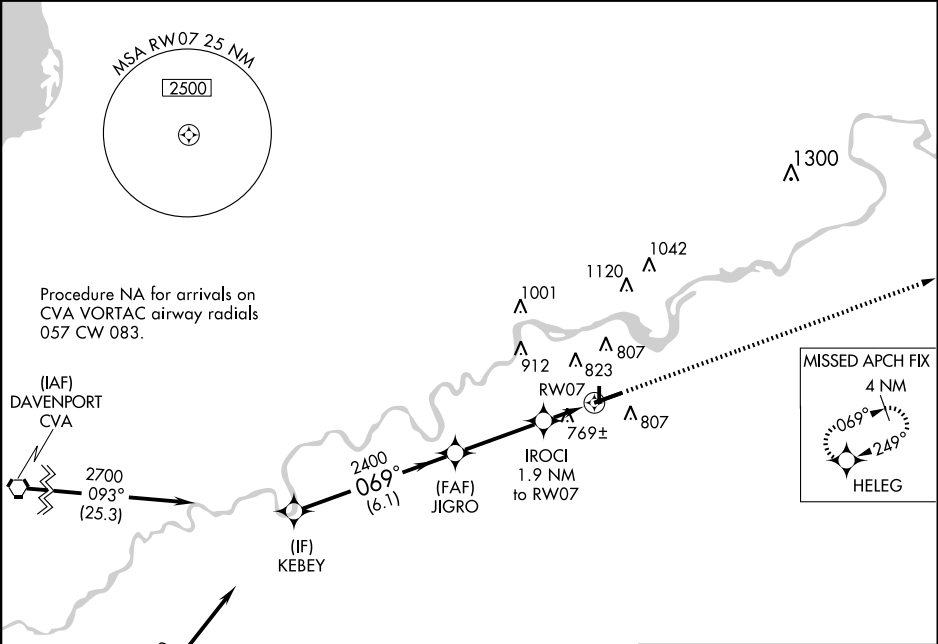 MSA RW07 25 NM
2500
1300
1042
1120
1001
Procedure NA for arrivals on
CVA VORTAC airway radials
057 CW 083.
912
807
823
MISSED APCH FIX
4 NM
069°
249°
HELEG
(IAF)
DAVENPORT
CVA
RW07
769±
807
2700
093°
(25.3)
2400
069°
(6.1)
(FAF)
JIGRO
IROCI
1.9 NM
to RW07
(IF)
KEBEY